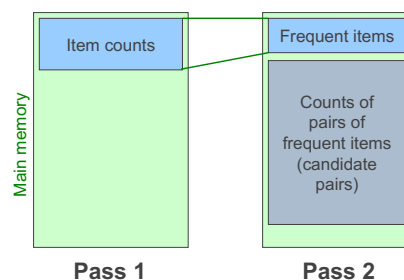 Main memory
Item counts
Frequent items
Counts of
pairs of
frequent items
(candidate
pairs)
Pass 1
Pass 2